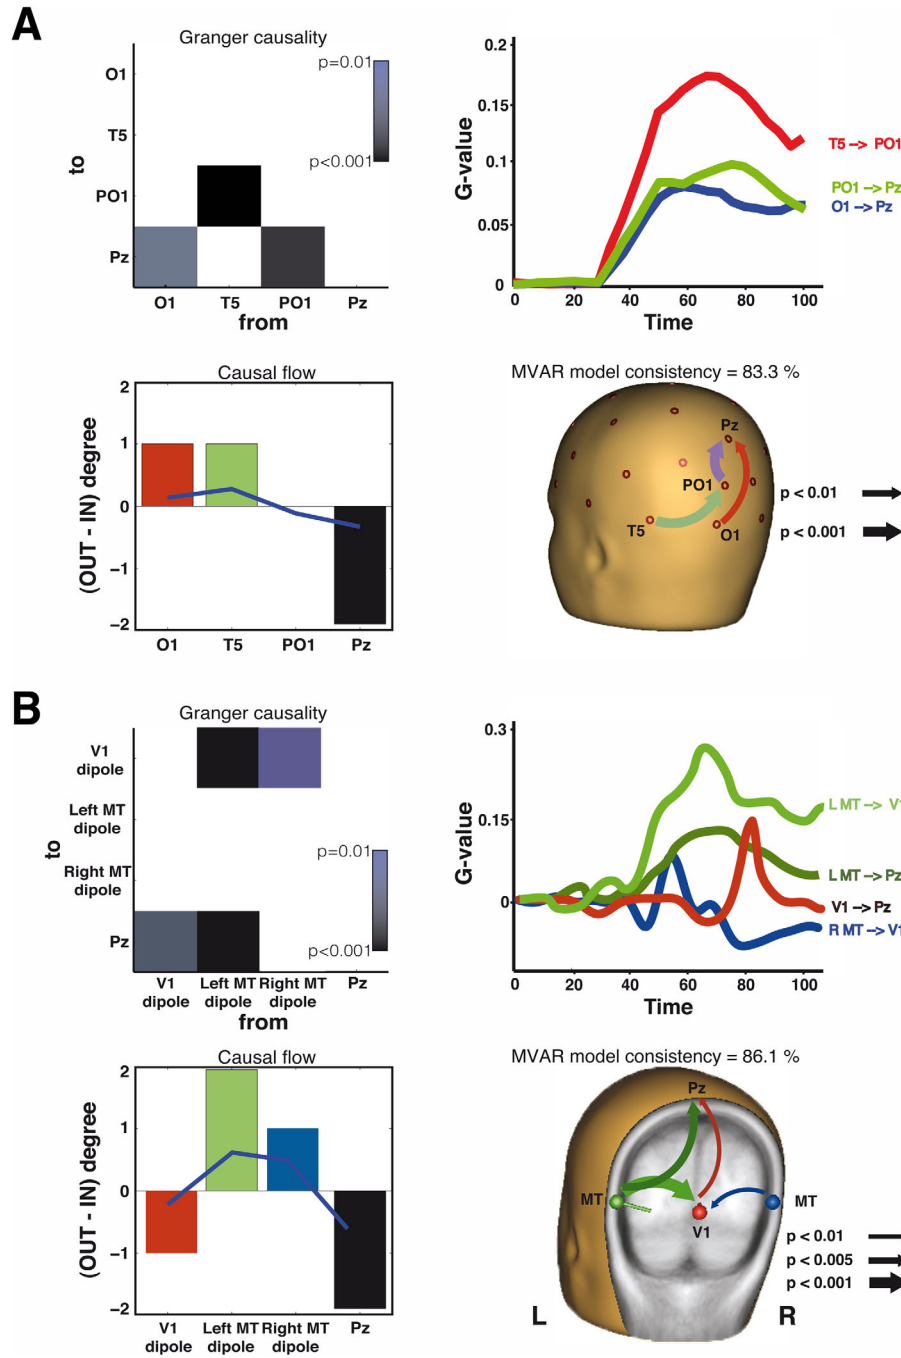 A
Granger causality
p=0.01
p<0.001
to
O1
T5
PO1
Pz
O1 T5 PO1 Pz
from
G-value
0.2
0.15
0.1
0.05
0
0 20 40 60 80 100
Time
T5 –> PO1
PO1 –> Pz
O1 –> Pz
Causal flow
(OUT - IN) degree
2
1
0
−1
−2
O1 T5 PO1 Pz
MVAR model consistency = 83.3 %
Pz
PO1
T5
O1
p < 0.01
p < 0.001
B
Granger causality
to
V1
dipole
Left MT
dipole
Right MT
dipole
Pz
p=0.01
p<0.001
V1 Left MT Right MT Pz
dipole dipole dipole
from
G-value
0.3
0.15
0
0 20 40 60 80 100
Time
L MT –> V1
L MT –> Pz
V1 –> Pz
R MT –> V1
Causal flow
(OUT - IN) degree
2
1
0
−1
−2
V1 Left MT Right MT Pz
dipole dipole dipole
MVAR model consistency = 86.1 %
Pz
MT
MT
V1
p < 0.01
p < 0.005
p < 0.001
L
R